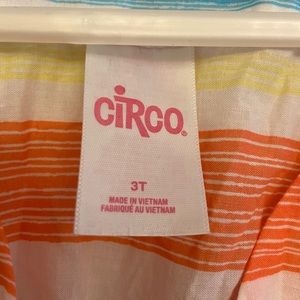 CiRCO®
3T
MADE IN VIETNAM
FABRIQUÉ AU VIETNAM